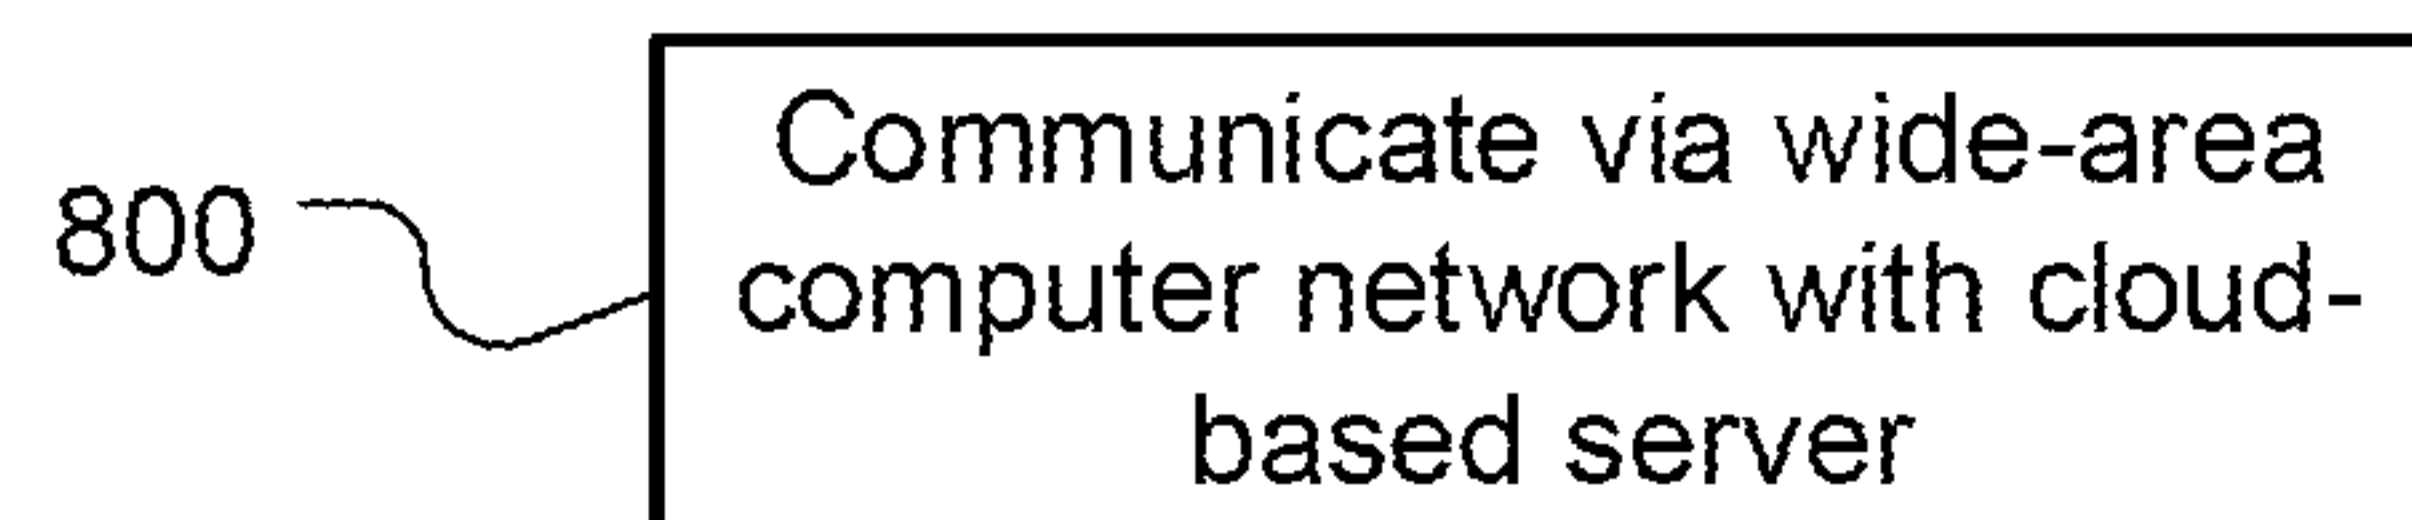 Communicate via wide-area
800
computer network with cloud-
based server